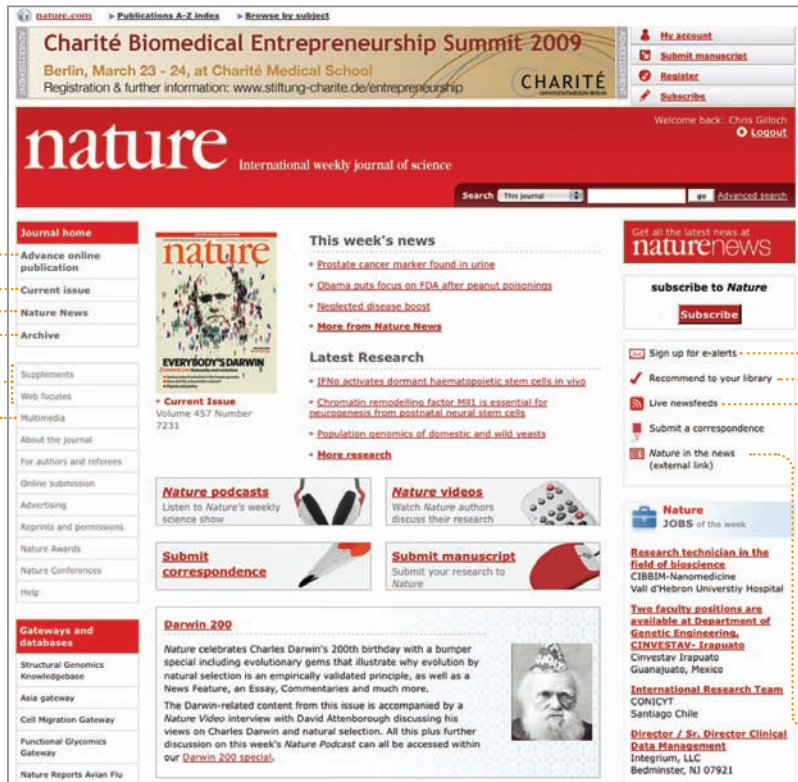 nature.com ▸ Publications A-Z index ▸ Browse by subject
ADVERTISEMENT
Charité Biomedical Entrepreneurship Summit 2009
Berlin, March 23 - 24, at Charité Medical School
Registration & further information: www.stiftung-charite.de/entrepreneurship
CHARITÉ
UNIVERSITÄTSMEDIZIN BERLIN
ADVERTISEMENT
My account
Submit manuscript
Register
Subscribe
nature International weekly journal of science
Welcome back: Chris Gilloch
Logout
Search This journal go Advanced search
Journal home
Advance online
publication
Current issue
Nature News
Archive
Supplements
Web focuses
Multimedia
About the journal
For authors and referees
Online submission
Advertising
Reprints and permissions
Nature Awards
Nature Conferences
Help
Gateways and
databases
Structural Genomics
Knowledgebase
Asia gateway
Cell Migration Gateway
Functional Glycomics
Gateway
Nature Reports Avian Flu
nature
EVERYBODY'S DARWIN
Current Issue
Volume 457 Number
7231
This week's news
Prostate cancer marker found in urine
Obama puts focus on FDA after peanut poisonings
Neglected disease boost
More from Nature News
Latest Research
IFNα activates dormant haematopoietic stem cells in vivo
Chromatin remodelling factor Mll1 is essential for
neurogenesis from postnatal neural stem cells
Population genomics of domestic and wild yeasts
More research
Nature podcasts
Listen to Nature's weekly
science show
Nature videos
Watch Nature authors
discuss their research
Submit
correspondence
Submit manuscript
Submit your research to
Nature
Darwin 200
Nature celebrates Charles Darwin's 200th birthday with a bumper
special including evolutionary gems that illustrate why evolution by
natural selection is an empirically validated principle, as well as a
News Feature, an Essay, Commentaries and much more.
The Darwin-related content from this issue is accompanied by a
Nature Video interview with David Attenborough discussing his
views on Charles Darwin and natural selection. All this plus further
discussion on this week's Nature Podcast can all be accessed within
our Darwin 200 special.
Get all the latest news at
naturenews
subscribe to Nature
Subscribe
Sign up for e-alerts
Recommend to your library
Live newsfeeds
Submit a correspondence
Nature in the news
(external link)
Nature
JOBS of the week
Research technician in the
field of bioscience
CIBBIM-Nanomedicine
Vall d'Hebron Universtiy Hospital
Two faculty positions are
available at Department of
Genetic Engineering,
CINVESTAV- Irapuato
Cinvestav Irapuato
Guanajuato, Mexico
International Research Team
CONICYT
Santiago Chile
Director / Sr. Director Clinical
Data Management
Integrium, LLC
Bedminster, NJ 07921